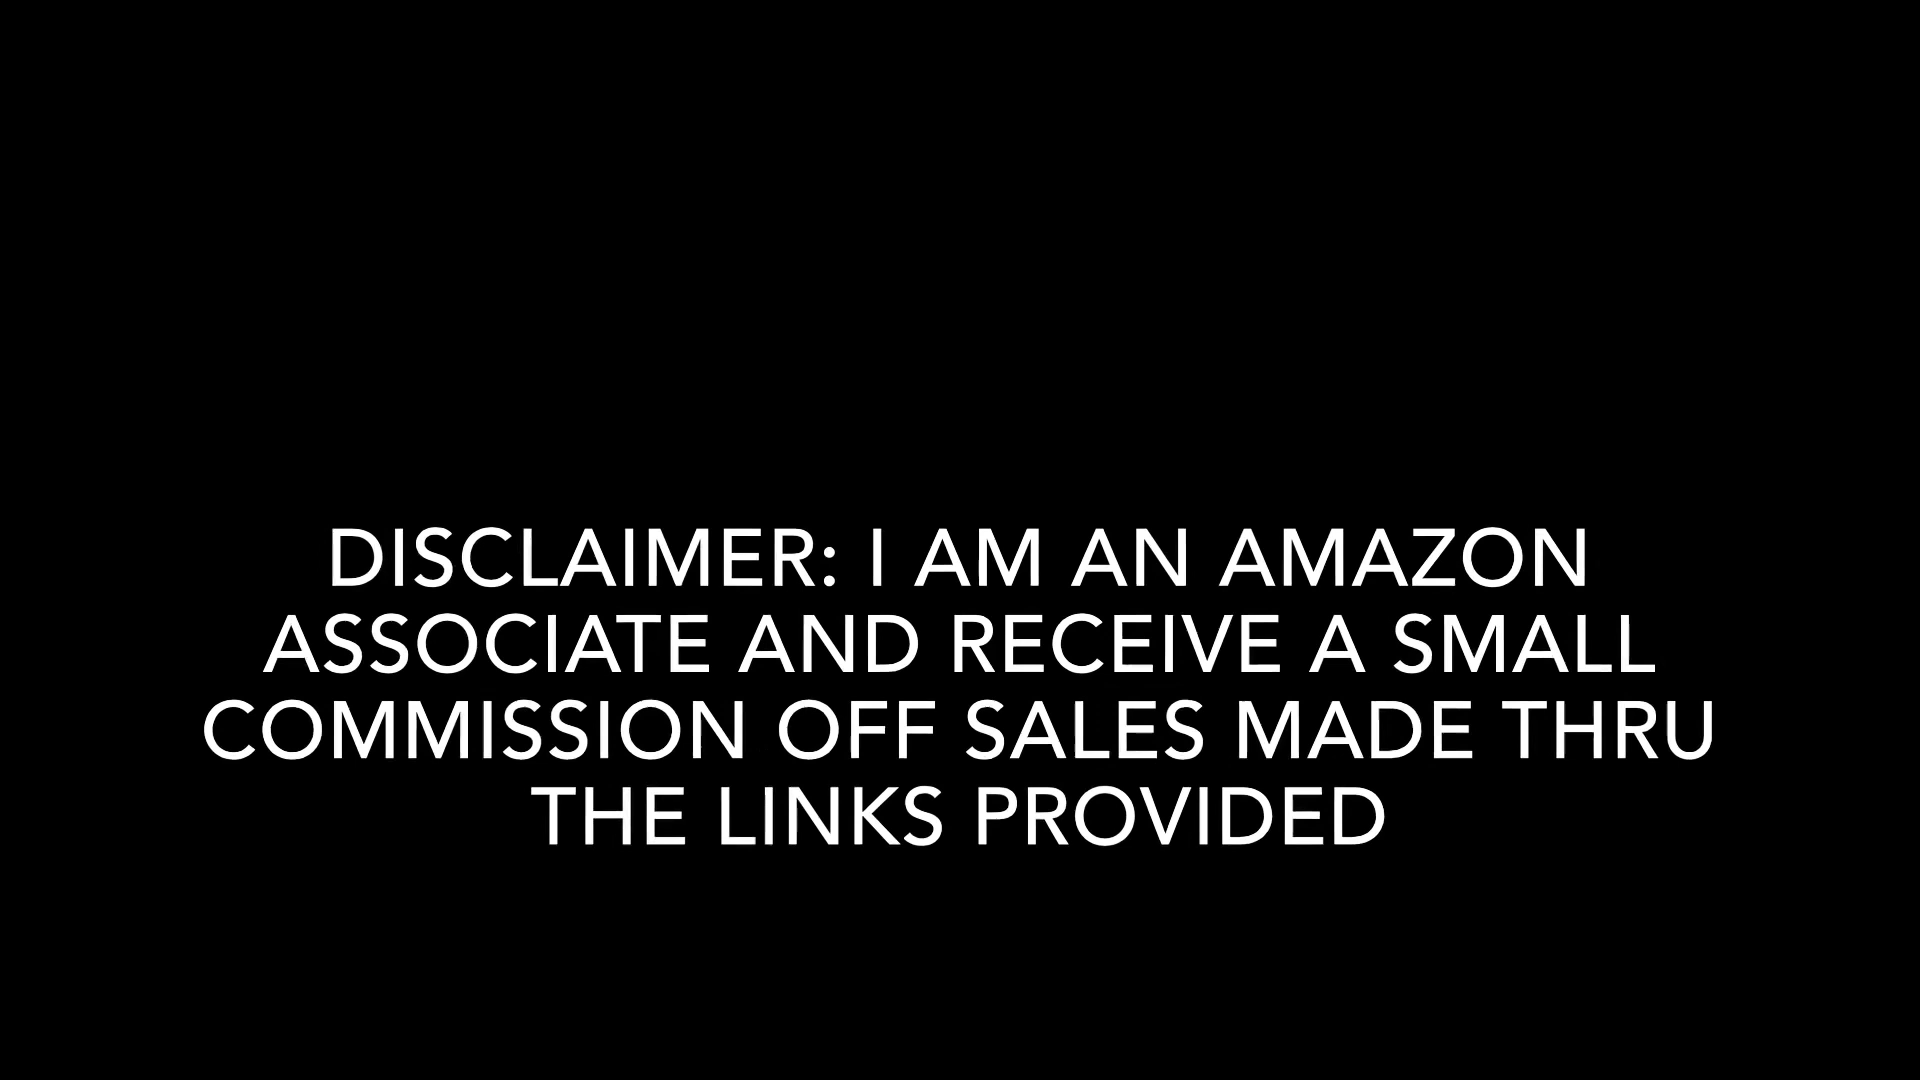 DISCLAIMER: I AM AN AMAZON
ASSOCIATE AND RECEIVE A SMALL
COMMISSION OFF SALES MADE THRU
THE LINKS PROVIDED